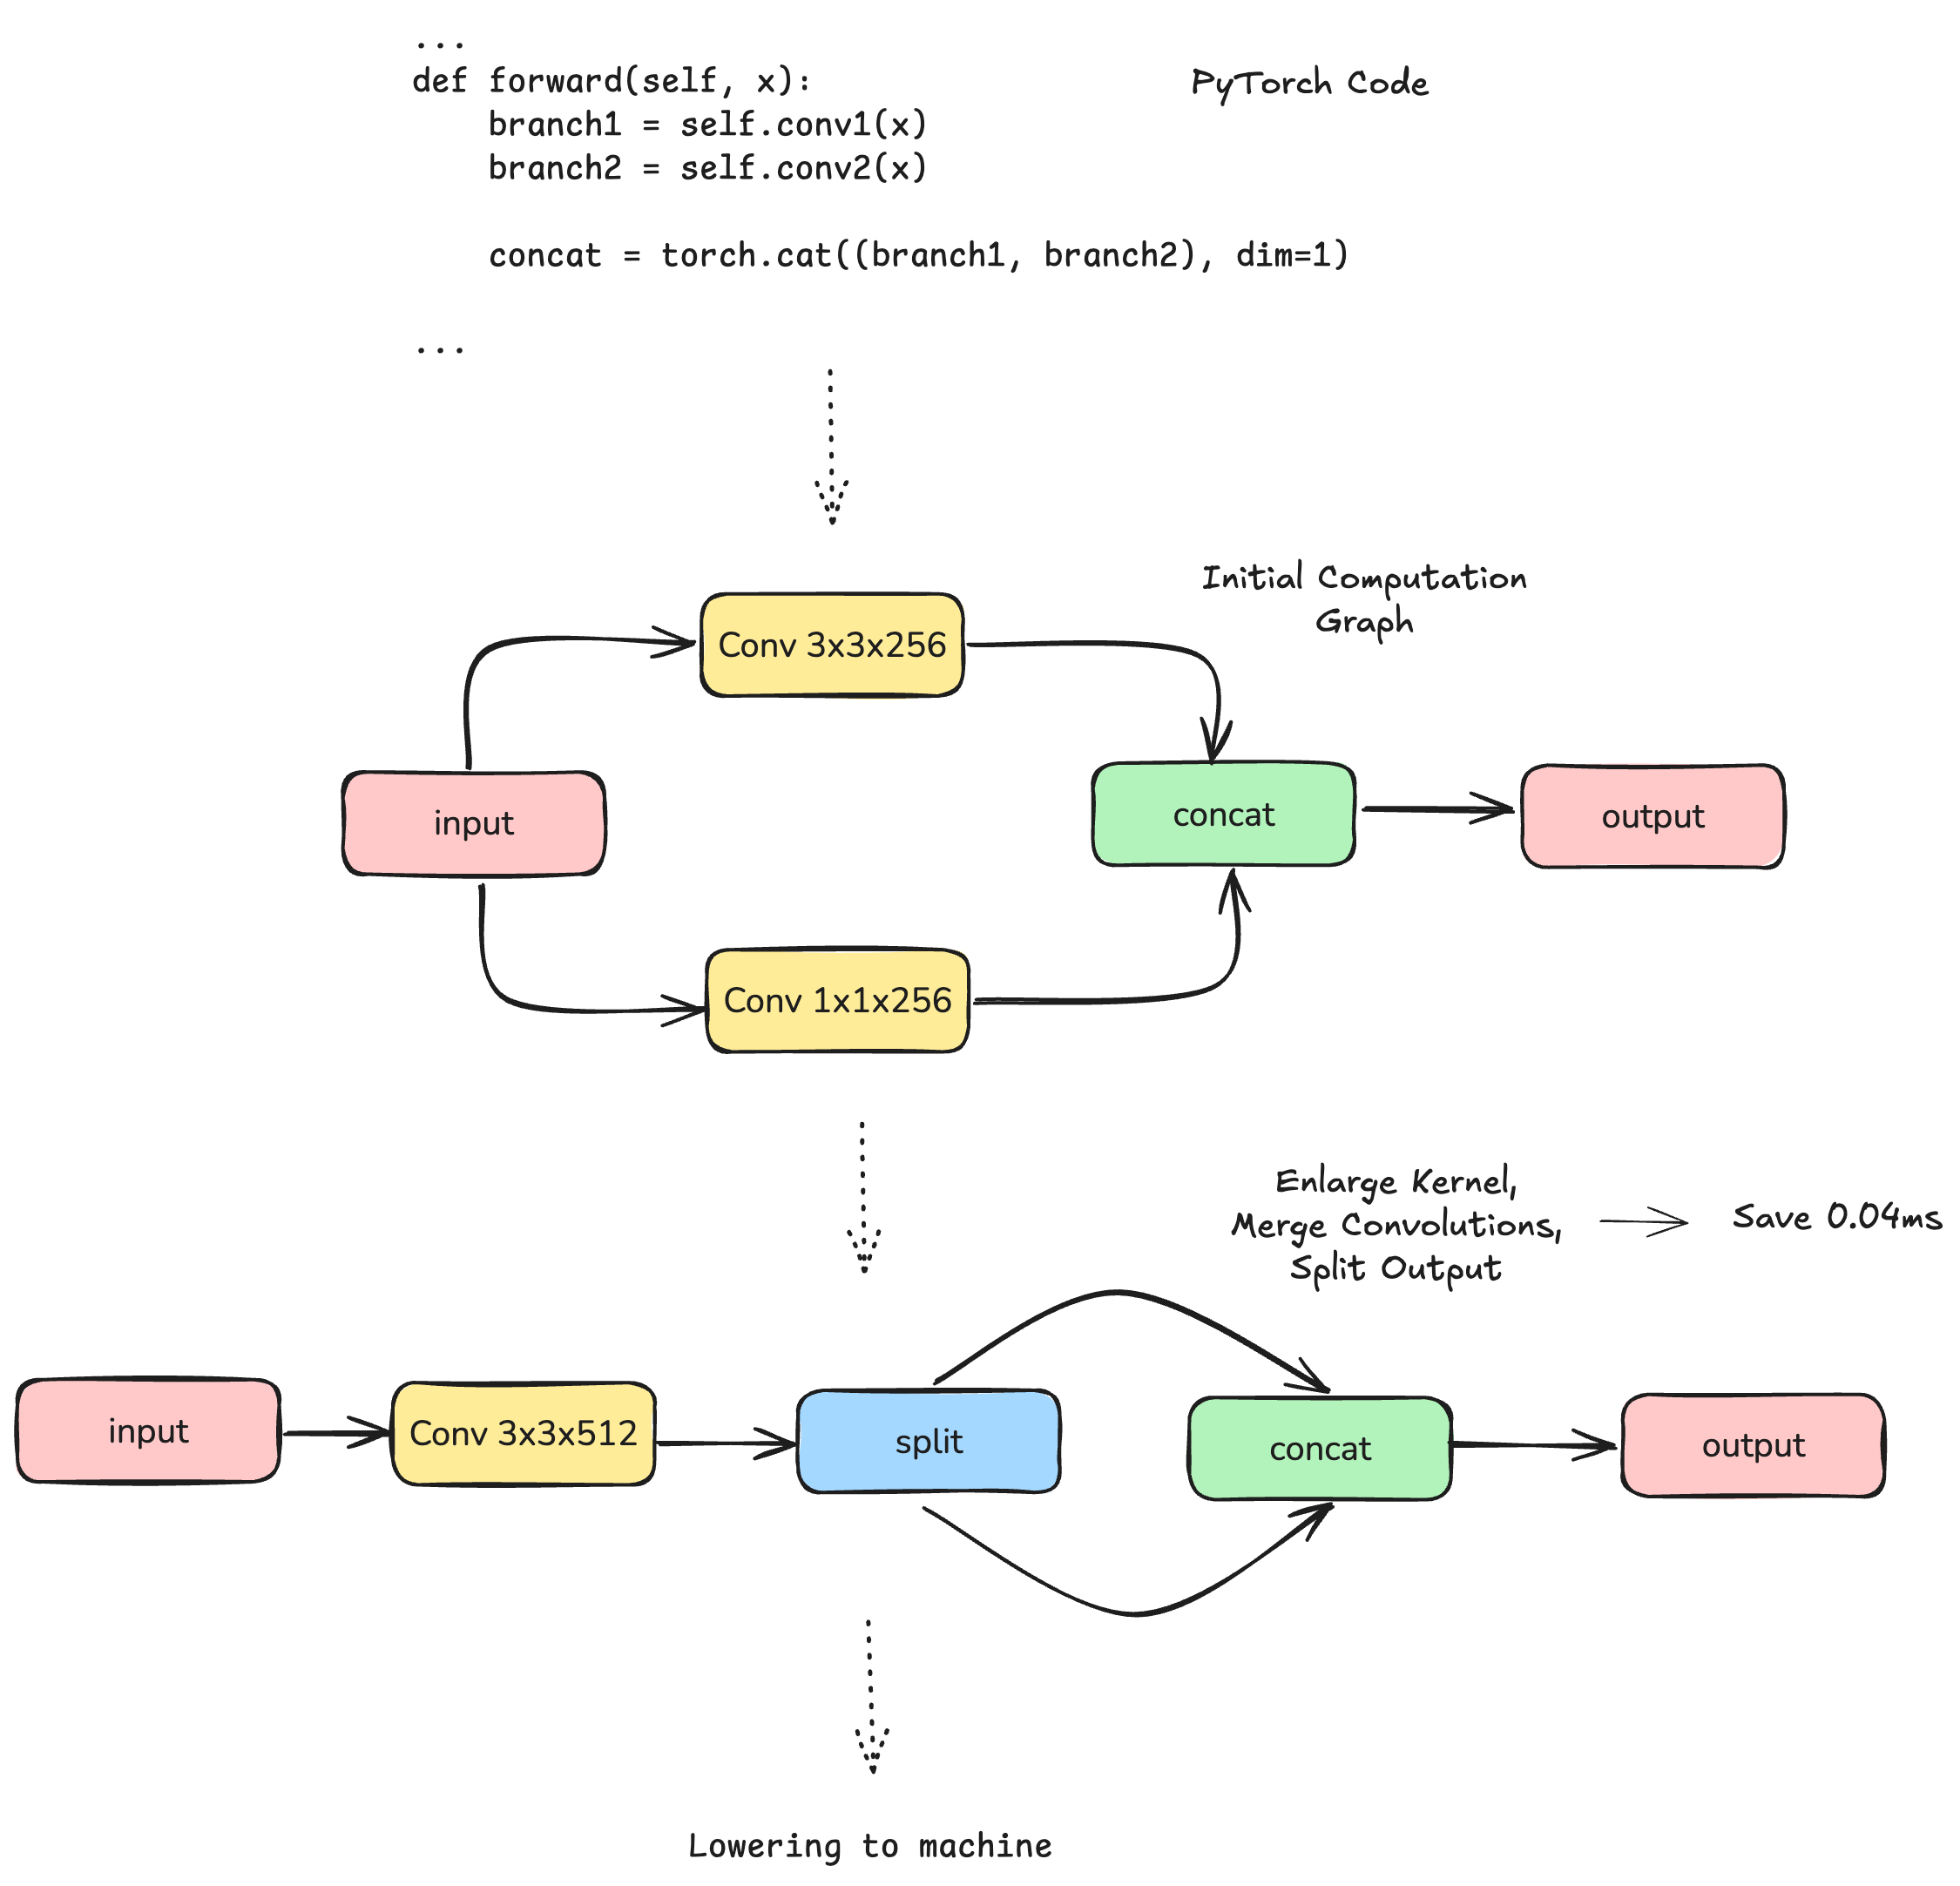 ...
def forward(self, x):
PyTorch Code
    branch1 = self.conv1(x)
    branch2 = self.conv2(x)
    concat = torch.cat((branch1, branch2), dim=1)
...
Initial Computation
Graph
Conv 3x3x256
input
concat
output
Conv 1x1x256
Enlarge Kernel,
Merge Convolutions,
Split Output
Save 0.04ms
input
Conv 3x3x512
split
concat
output
Lowering to machine